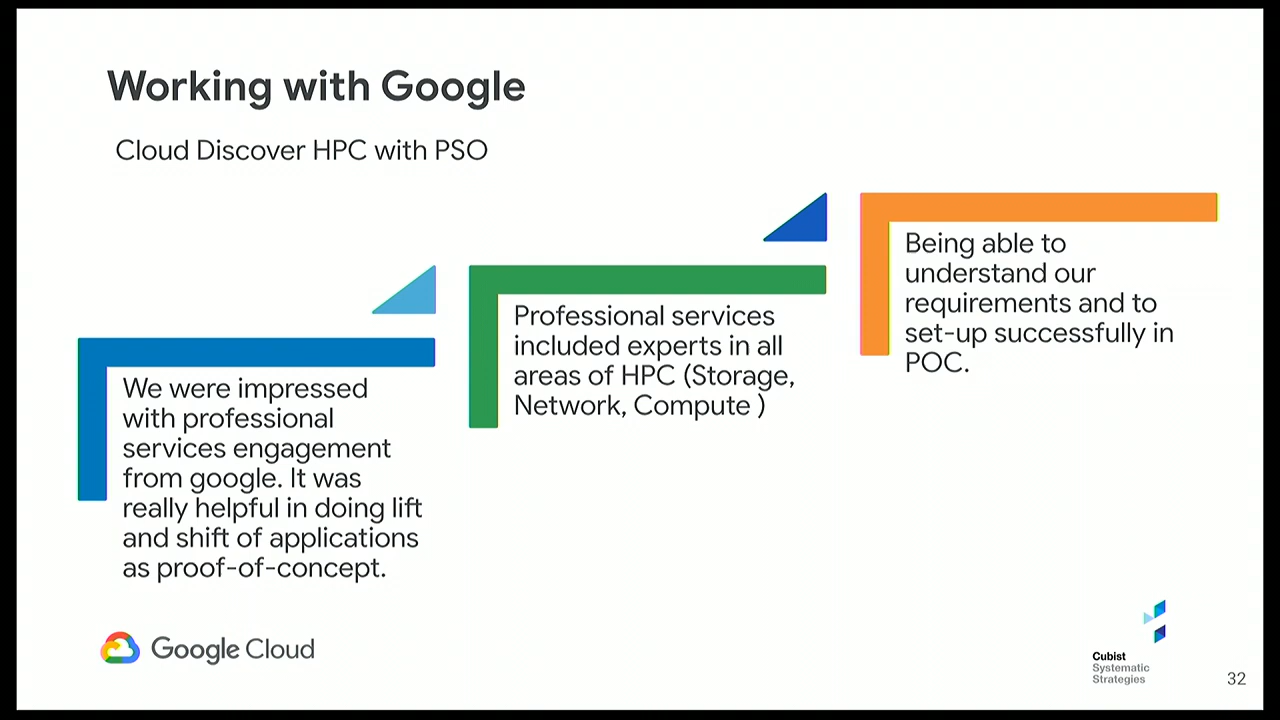 Working with Google
Cloud Discover HPC with PSO
We were impressed
with professional
services engagement
from google. It was
really helpful in doing lift
and shift of applications
as proof-of-concept.
Professional services
included experts in all
areas of HPC (Storage,
Network, Compute )
Being able to
understand our
requirements and to
set-up successfully in
POC.
Google Cloud
Cubist
Systematic
Strategies
32